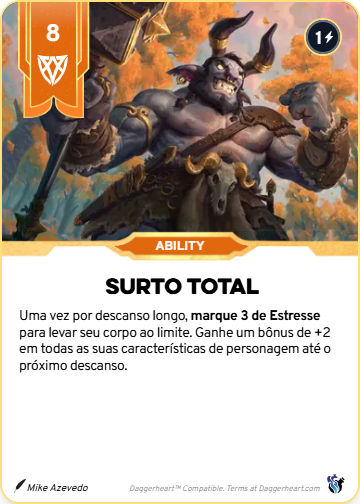 8
1
ABILITY
SURTO TOTAL
Uma vez por descanso longo, marque 3 de Estresse
para levar seu corpo ao limite. Ganhe um bônus de +2
em todas as suas características de personagem até o
próximo descanso.
Mike Azevedo
Daggerheart™ Compatible. Terms at Daggerheart.com